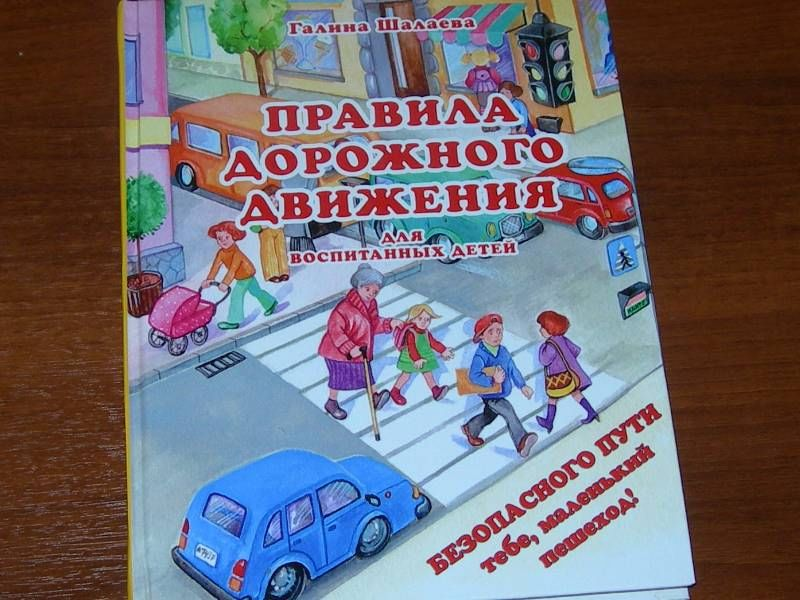 Галина Шалаева
ПРАВИЛА
ДОРОЖНОГО
ДВИЖЕНИЯ
ДЛЯ
ВОСПИТАННЫХ ДЕТЕЙ
БЕЗОПАСНОГО ПУТИ
тебе, маленький
пешеход!